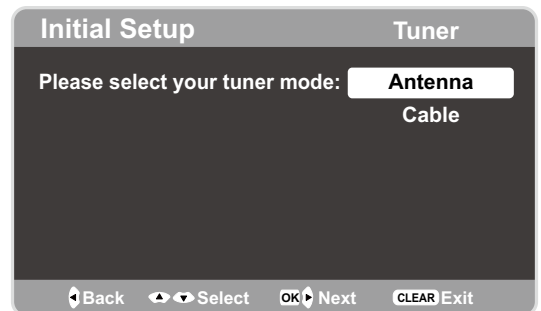 Initial Setup Tuner
Please select your tuner mode: Antenna
Cable
Back Select OK Next CLEAR Exit